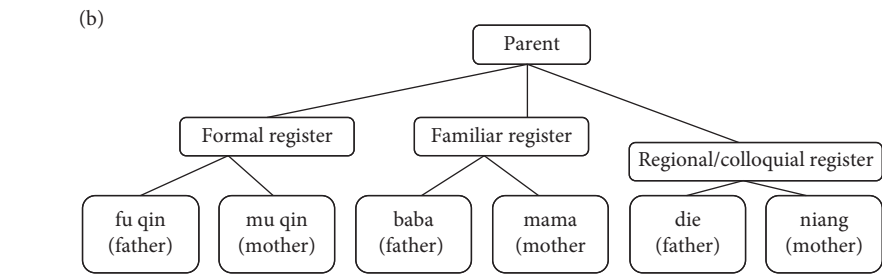 (b)
Parent
Formal register
Familiar register
Regional/colloquial register
fu qin
(father)
mu qin
(mother)
baba
(father)
mama
(mother
die
(father)
niang
(mother)